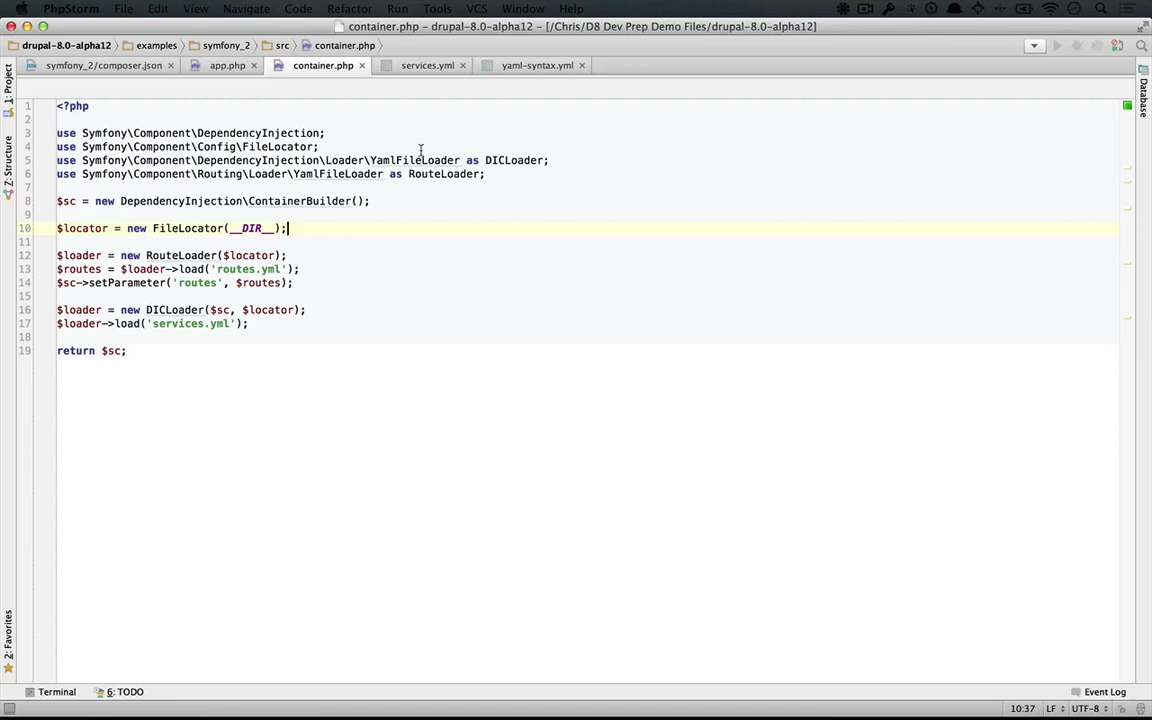 PhpStorm File Edit View Navigate Code Refactor Run Tools VCS Window Help
container.php – drupal-8.0-alpha12 – [/Chris/D8 Dev Prep Demo Files/drupal-8.0-alpha12]
drupal-8.0-alpha12 examples symfony_2 src container.php
symfony_2/composer.json app.php container.php services.yml yaml-syntax.yml
1: Project
Z: Structure
2: Favorites
Database
1 <?php
2
3 use Symfony\Component\DependencyInjection;
4 use Symfony\Component\Config\FileLocator;
5 use Symfony\Component\DependencyInjection\Loader\YamlFileLoader as DICLoader;
6 use Symfony\Component\Routing\Loader\YamlFileLoader as RouteLoader;
7
8 $sc = new DependencyInjection\ContainerBuilder();
9
10 $locator = new FileLocator(__DIR__);
11
12 $loader = new RouteLoader($locator);
13 $routes = $loader->load('routes.yml');
14 $sc->setParameter('routes', $routes);
15
16 $loader = new DICLoader($sc, $locator);
17 $loader->load('services.yml');
18
19 return $sc;
Terminal 6: TODO Event Log
10:37 LF UTF-8